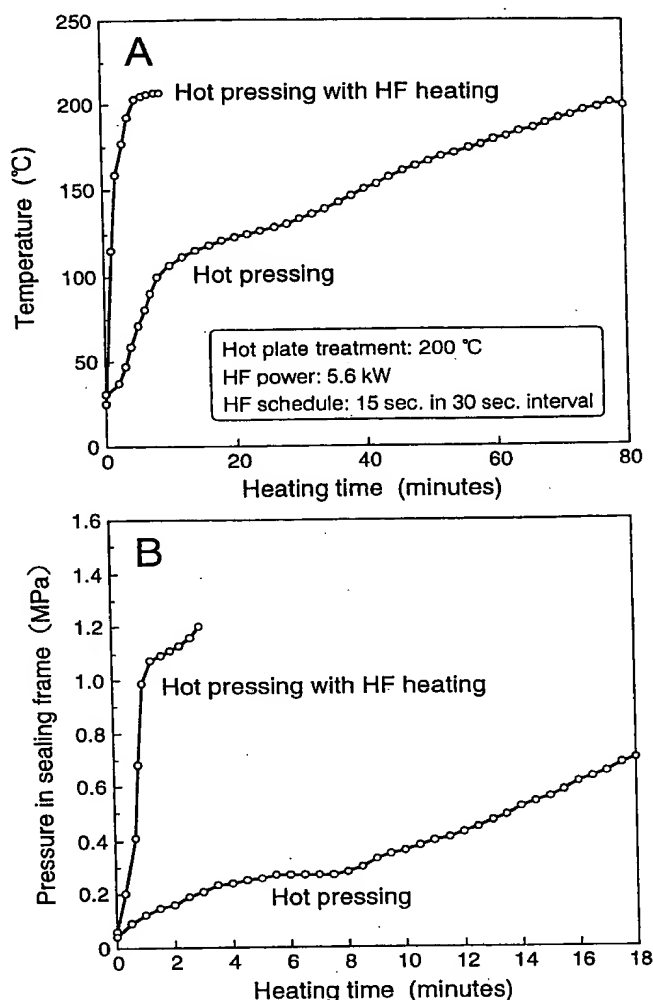 250
A
Hot pressing with HF heating
200
150
Temperature (℃)
Hot pressing
100
Hot plate treatment: 200 ℃
HF power: 5.6 kW
HF schedule: 15 sec. in 30 sec. interval
50
0
0 20 40 60 80
Heating time (minutes)
1.6
B
1.4
1.2
Hot pressing with HF heating
1.0
Pressure in sealing frame (MPa)
0.8
0.6
0.4
Hot pressing
0.2
0
0 2 4 6 8 10 12 14 16 18
Heating time (minutes)